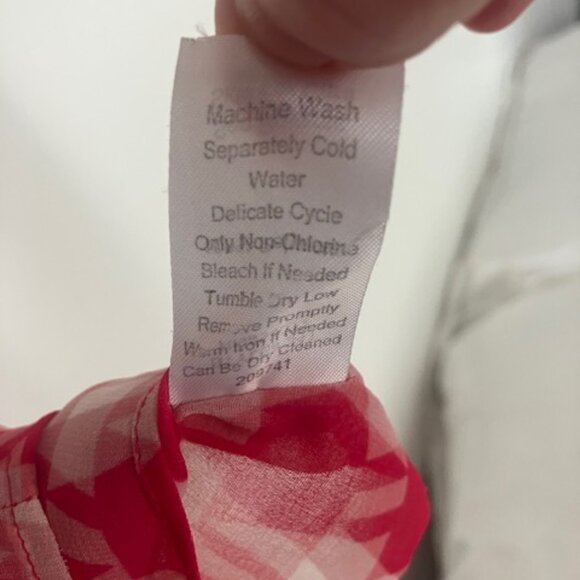 Machine Wash
Separately Cold
Water
Delicate Cycle
Only Non-Chlorine
Bleach If Needed
Tumble Dry Low
Remove Promptly
Warm Iron If Needed
Can Be Dry Cleaned
209741